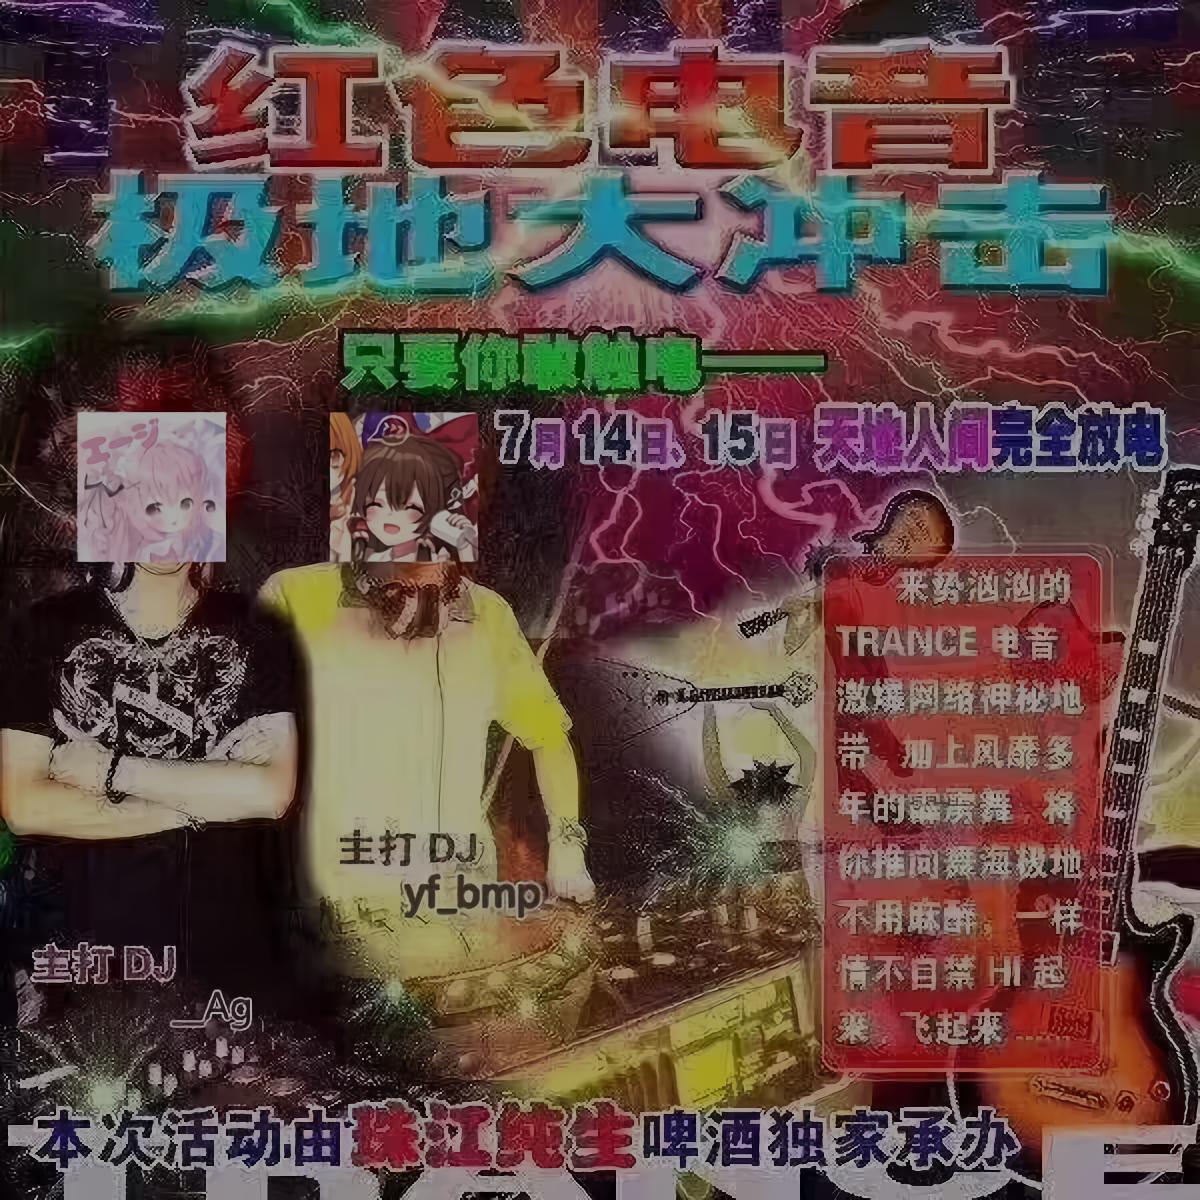 红色电音
极地大冲击
只要你敢触电——
7月14日、15日 天地人间完全放电
エージ
来势汹汹的
TRANCE 电音
激爆网络神秘地
带 加上风靡多
年的霹雳舞，将
你推向舞海极地
不用麻醉，一样
情不自禁 HI 起
来 飞起来......
主打 DJ
yf_bmp
主打 DJ
__Ag
本次活动由珠江纯生啤酒独家承办
TRANCE